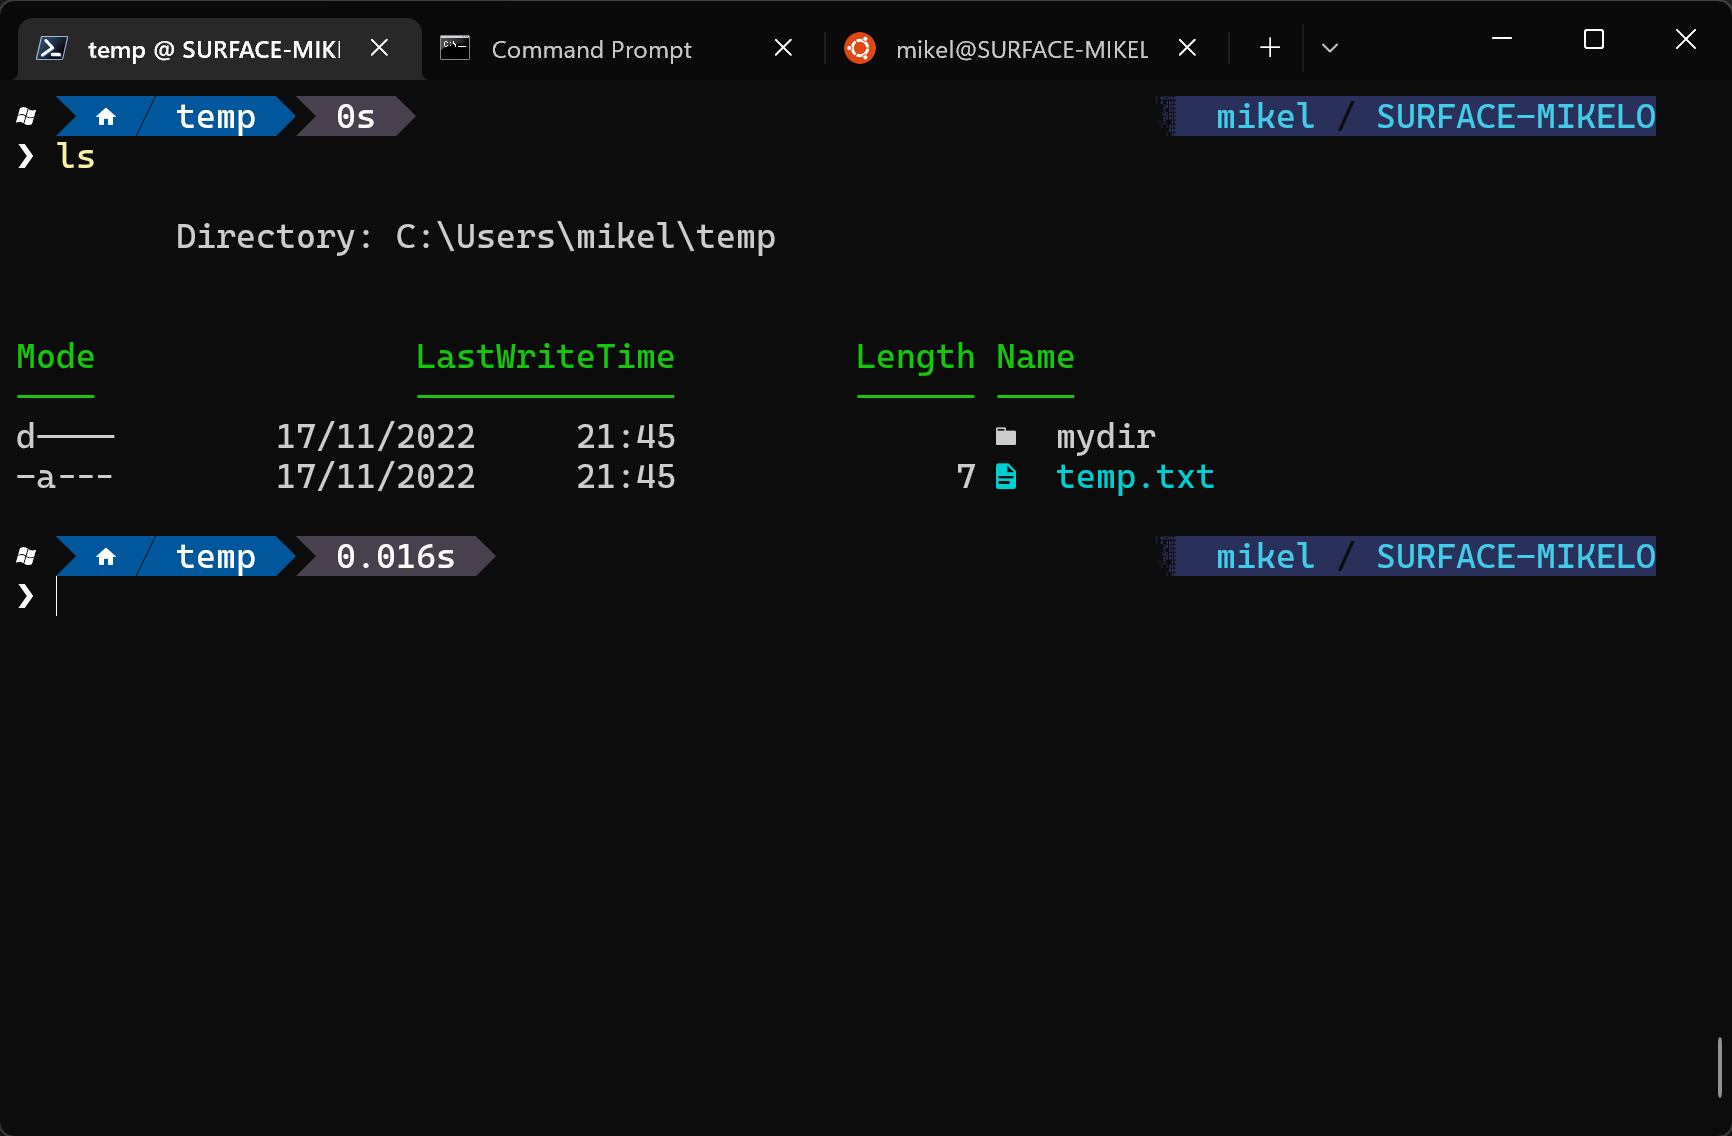 temp @ SURFACE-MIKI
Command Prompt
mikel@SURFACE-MIKEL
temp 0s mikel / SURFACE-MIKELO
❯ ls
Directory: C:\Users\mikel\temp
Mode LastWriteTime Length Name
d---- 17/11/2022 21:45 mydir
-a--- 17/11/2022 21:45 7 temp.txt
temp 0.016s mikel / SURFACE-MIKELO
❯